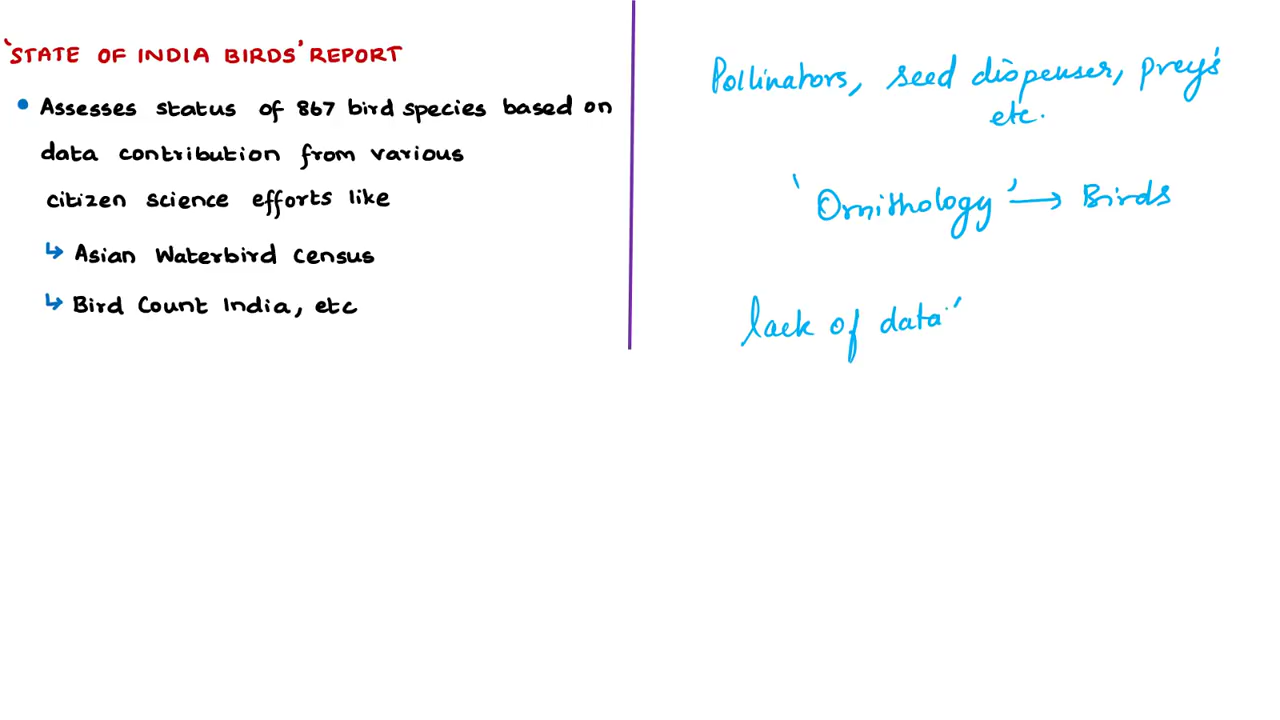 'STATE OF INDIA BIRDS' REPORT
• Assesses status of 867 bird species based on
data contribution from various
citizen science efforts like
↳ Asian Waterbird Census
↳ Bird Count India, etc
Pollinators, seed dispenser, prey's
etc.
'Ornithology' → Birds
lack of data'